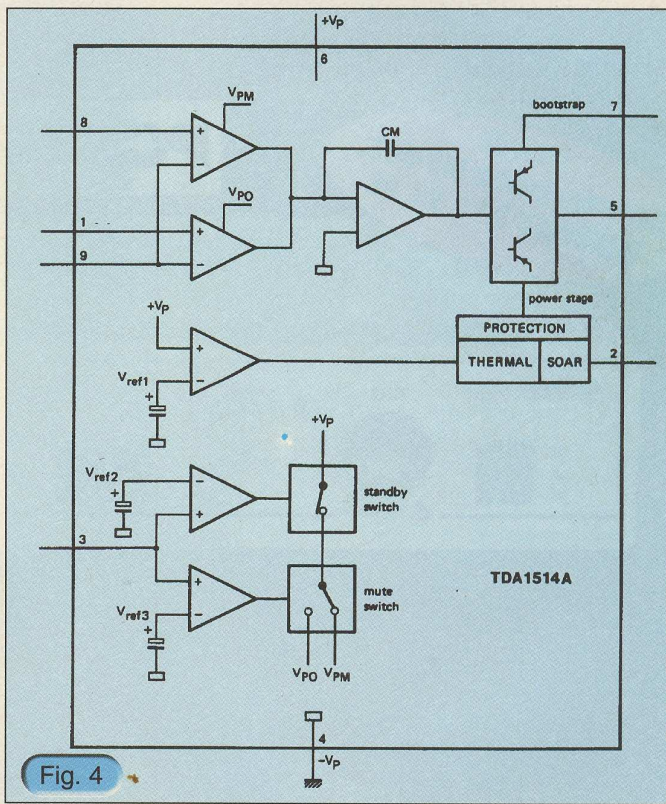 +VP
6
VPM
8
+
−
CM
bootstrap
7
VPO
1
+
9
−
5
power stage
+VP
PROTECTION
+
THERMAL
SOAR
2
Vref1
+
−
+VP
Vref2
+
−
+
standby
switch
3
+
−
Vref3
+
mute
switch
TDA1514A
VPO
VPM
4
−VP
Fig. 4